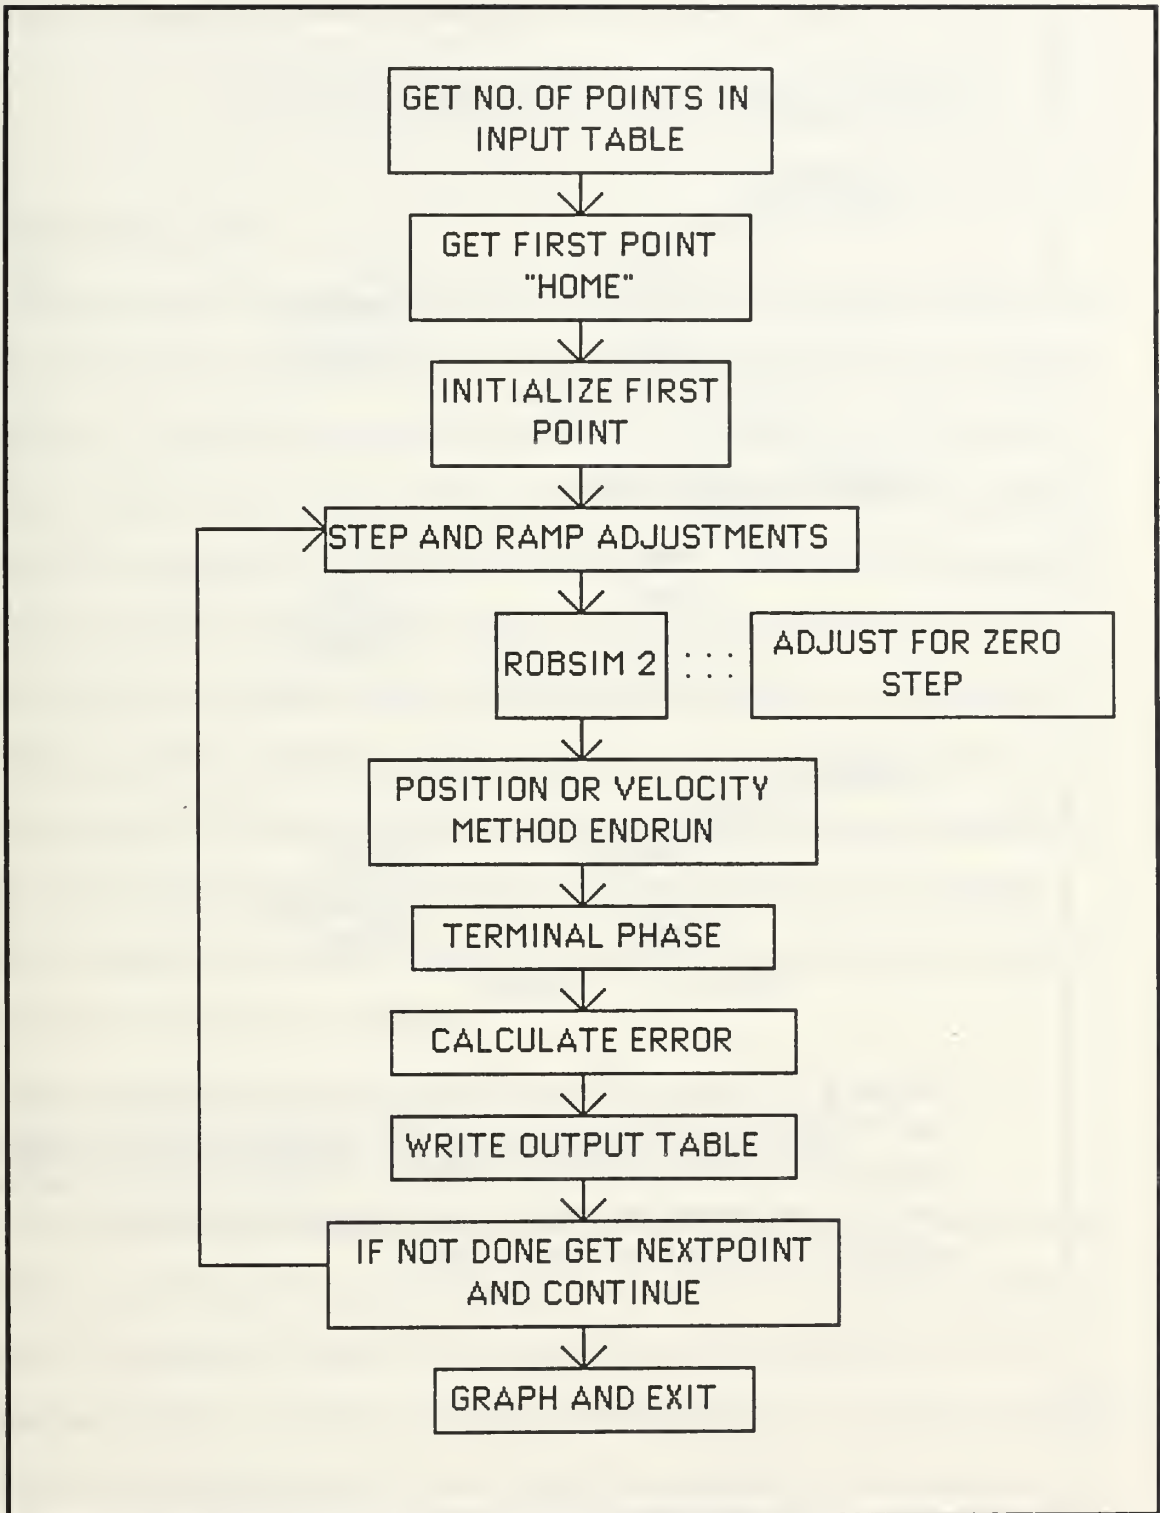 GET NO. OF POINTS IN
INPUT TABLE
GET FIRST POINT
"HOME"
INITIALIZE FIRST
POINT
STEP AND RAMP ADJUSTMENTS
ROBSIM 2
ADJUST FOR ZERO
STEP
POSITION OR VELOCITY
METHOD ENDRUN
TERMINAL PHASE
CALCULATE ERROR
WRITE OUTPUT TABLE
IF NOT DONE GET NEXTPOINT
AND CONTINUE
GRAPH AND EXIT